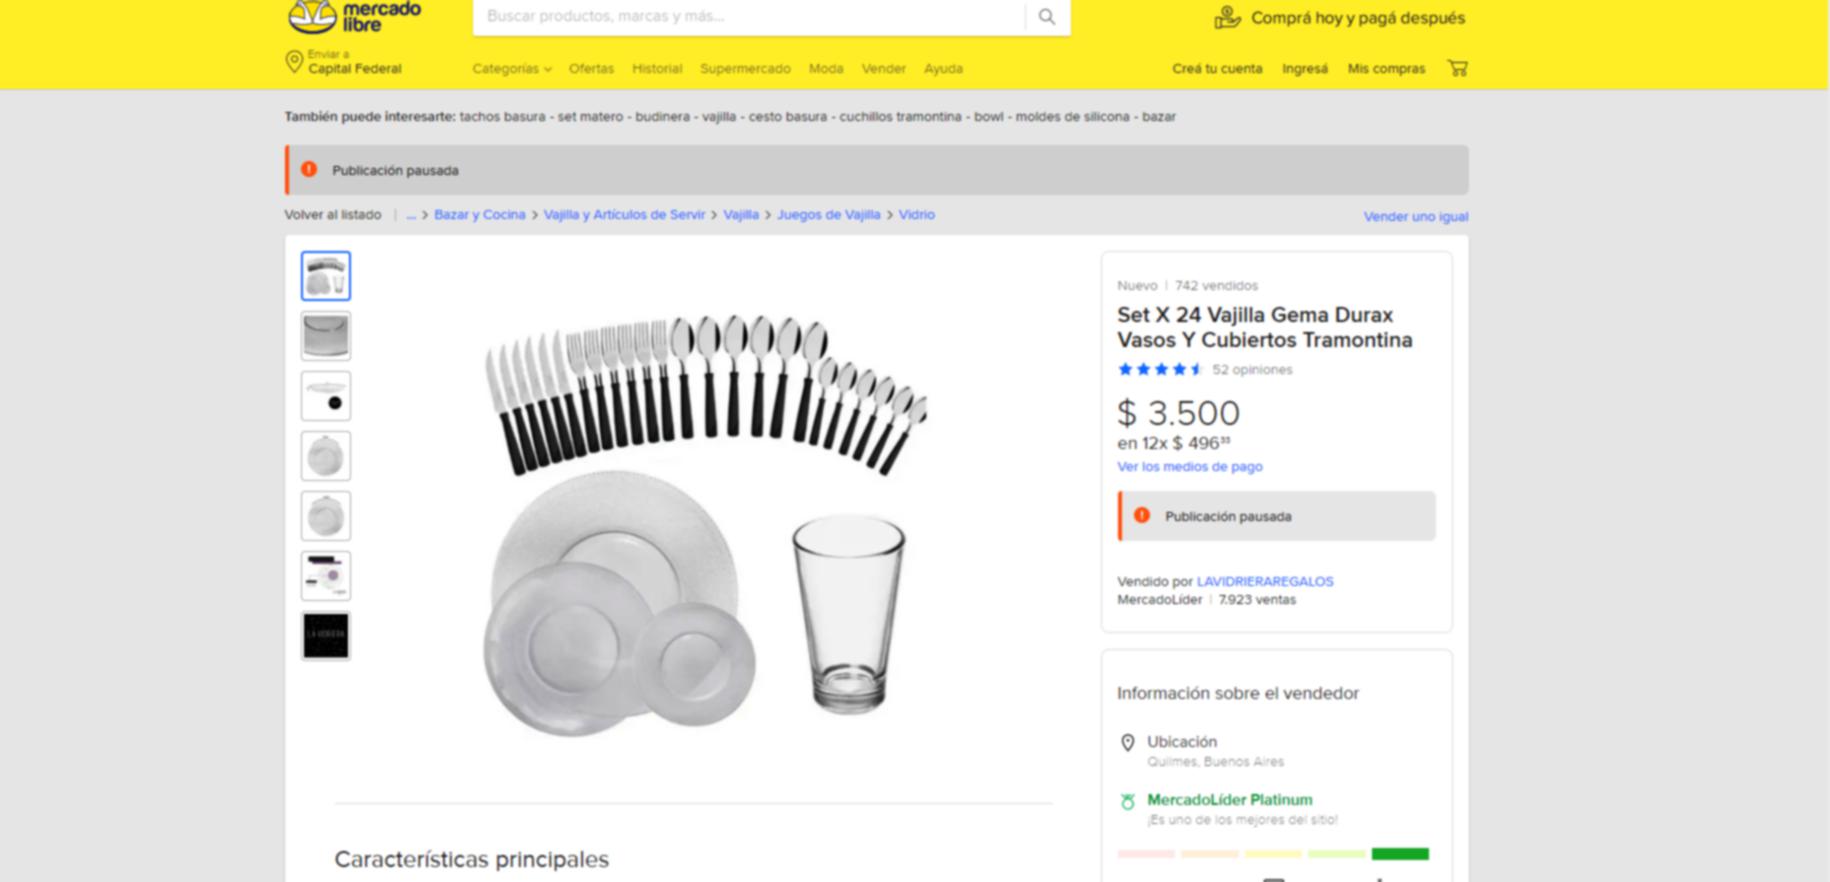 mercado
libre
Buscar productos, marcas y más...
Comprá hoy y pagá después
Enviar a
Capital Federal
Categorías Ofertas Historial Supermercado Moda Vender Ayuda
Creá tu cuenta Ingresá Mis compras
También puede interesarte: tachos basura - set matero - budinera - vajilla - cesto basura - cuchillos tramontina - bowl - moldes de silicona - bazar
Publicación pausada
Volver al listado | ... > Bazar y Cocina > Vajilla y Artículos de Servir > Vajilla > Juegos de Vajilla > Vidrio
Vender uno igual
Nuevo | 742 vendidos
Set X 24 Vajilla Gema Durax
Vasos Y Cubiertos Tramontina
52 opiniones
$ 3.500
en 12x $ 496³³
Ver los medios de pago
Publicación pausada
Vendido por LAVIDRIERAREGALOS
MercadoLíder | 7.923 ventas
Información sobre el vendedor
Ubicación
Quilmes, Buenos Aires
MercadoLíder Platinum
¡Es uno de los mejores del sitio!
Características principales